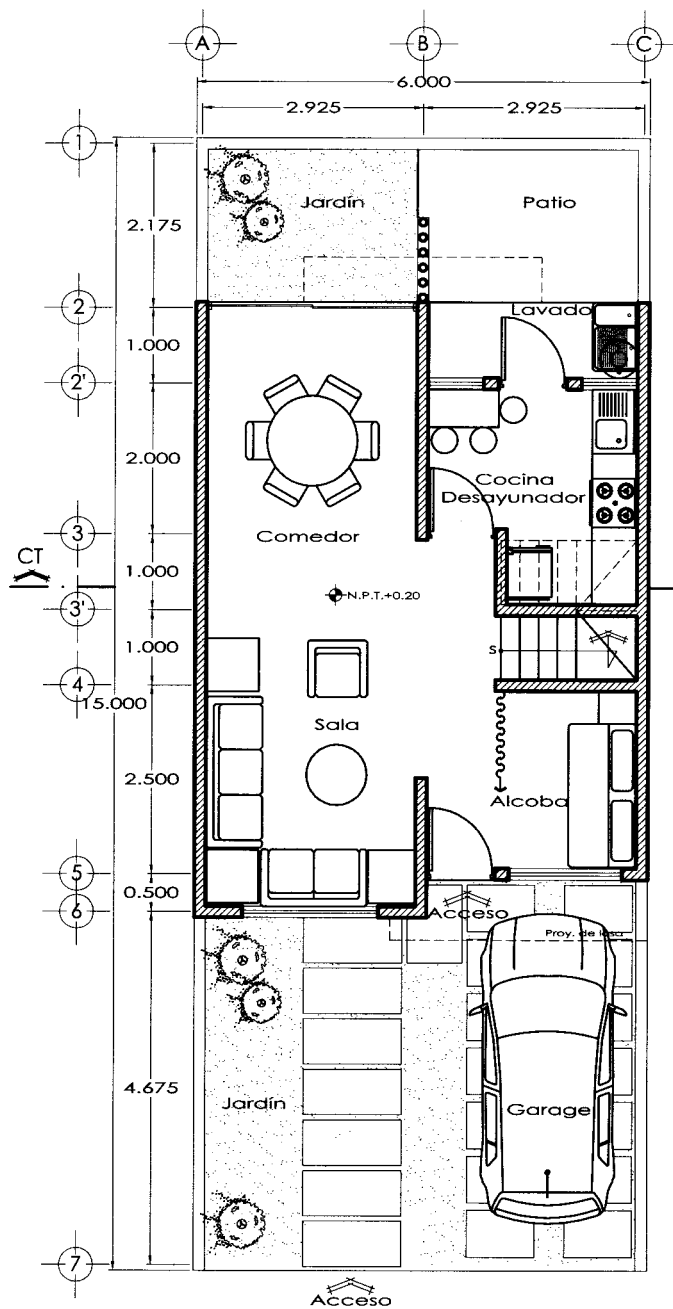 A
B
C
6.000
2.925
2.925
1
Jardín
Patio
2.175
2
Lavado
1.000
2'
2.000
Cocina
Desayunador
Comedor
3
CT
1.000
N.P.T.+0.20
3'
1.000
S
4
15.000
Sala
2.500
Alcoba
5
0.500
6
Acceso
Proy. de losa
4.675
Jardín
Garage
7
Acceso